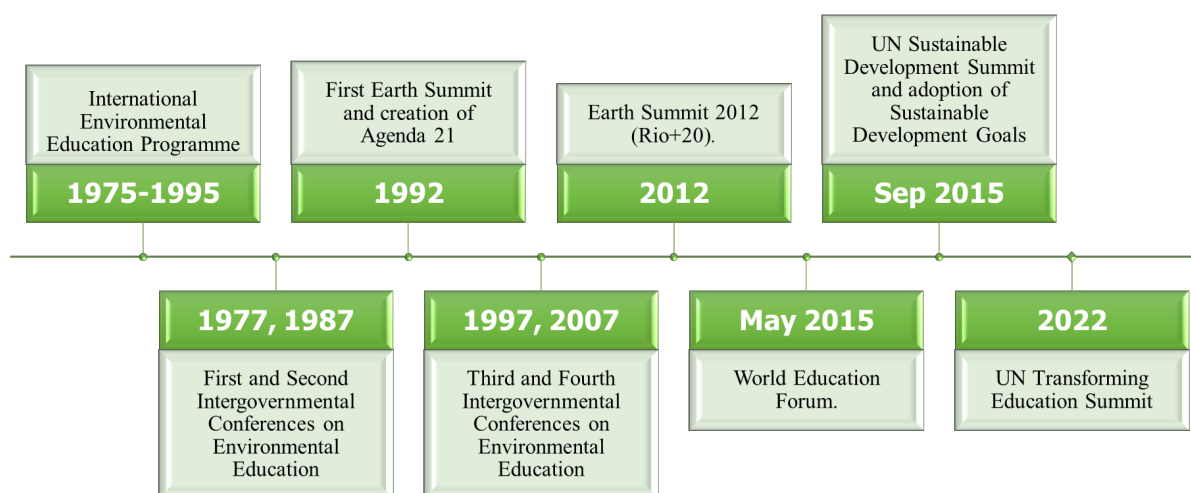 International
Environmental
Education Programme
1975-1995
1977, 1987
First and Second
Intergovernmental
Conferences on
Environmental
Education
First Earth Summit
and creation of
Agenda 21
1992
1997, 2007
Third and Fourth
Intergovernmental
Conferences on
Environmental
Education
Earth Summit 2012
(Rio+20).
2012
May 2015
World Education
Forum.
UN Sustainable
Development Summit
and adoption of
Sustainable
Development Goals
Sep 2015
2022
UN Transforming
Education Summit